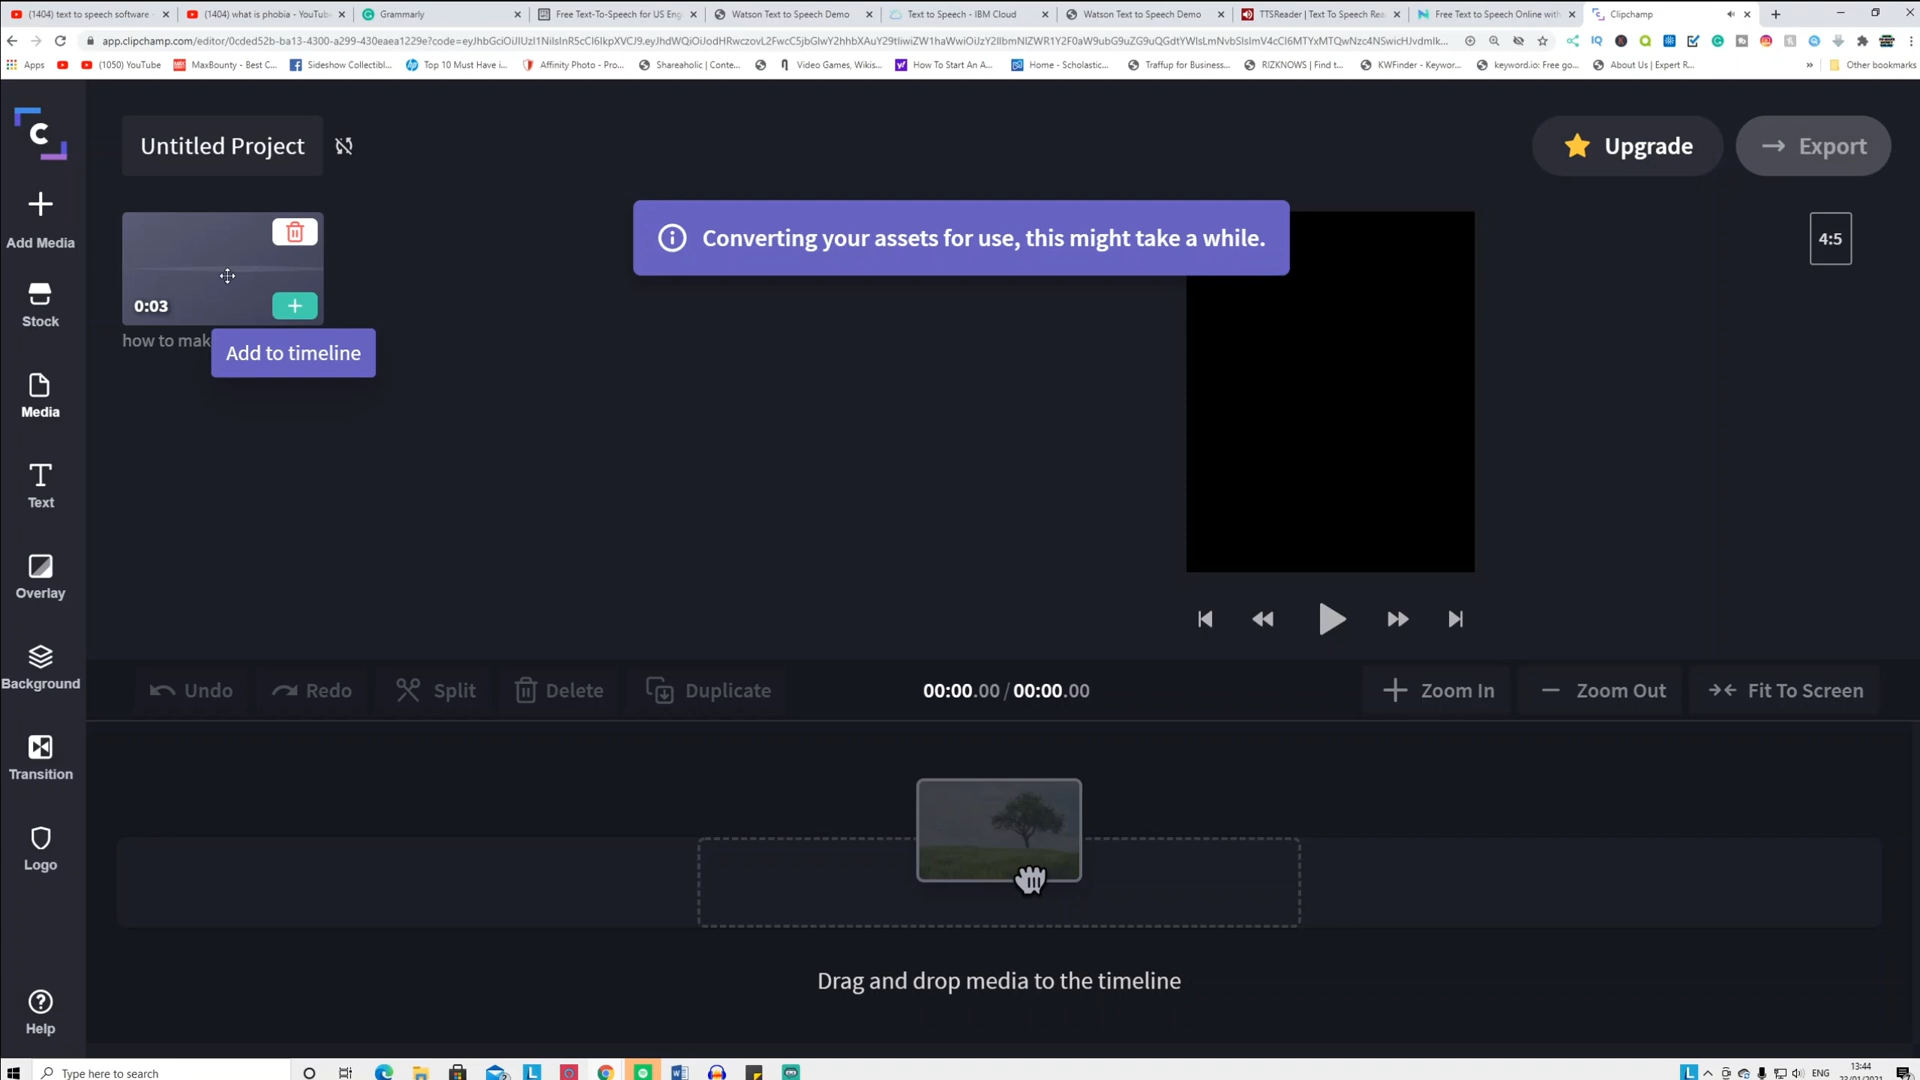 (1404) text to speech software
(1404) what is phobia - YouTub
Grammarly
Free Text-To-Speech for US Eng
Watson Text to Speech Demo
Text to Speech - IBM Cloud
Watson Text to Speech Demo
TTSReader | Text To Speech Rea
Free Text to Speech Online with
Clipchamp
Apps
(1050) YouTube
MaxBounty - Best C...
Sideshow Collectibl...
Top 10 Must Have i...
Affinity Photo - Pro...
Shareaholic | Conte...
Video Games, Wikis...
How To Start An A...
Home - Scholastic...
Traffup for Business...
RIZKNOWS | Find t...
KWFinder - Keywor...
keyword.io: Free go...
About Us | Expert R...
Other bookmarks
Untitled Project
Upgrade
Export
Add Media
Stock
Media
Text
Overlay
Background
Transition
Logo
Help
Converting your assets for use, this might take a while.
4:5
0:03
how to mak
Add to timeline
Undo
Redo
Split
Delete
Duplicate
00:00.00 / 00:00.00
Zoom In
Zoom Out
Fit To Screen
Drag and drop media to the timeline
Type here to search
ENG
13:44